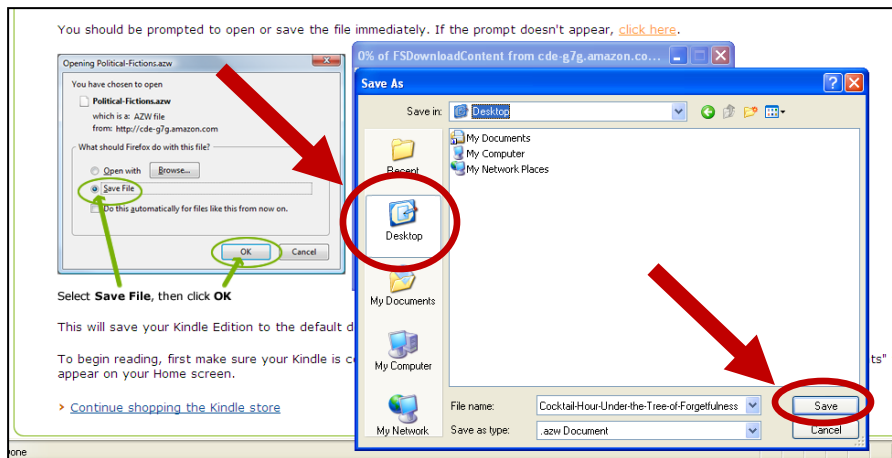 You should be prompted to open or save the file immediately. If the prompt doesn't appear, click here.
Opening Political-Fictions.azw
You have chosen to open
Political-Fictions.azw
which is a: AZW file
from: http://cde-g7g.amazon.com
What should Firefox do with this file?
Open with Browse...
Save File
Do this automatically for files like this from now on.
OK Cancel
Select Save File, then click OK
This will save your Kindle Edition to the default d
To begin reading, first make sure your Kindle is c
ts"
appear on your Home screen.
> Continue shopping the Kindle store
0% of FSDownloadContent from cde-g7g.amazon.co...
Save As
Save in: Desktop
My Documents
My Computer
My Network Places
Recent
Desktop
My Documents
My Computer
My Network
File name: Cocktail-Hour-Under-the-Tree-of-Forgetfulness Save
Save as type: .azw Document Cancel
one